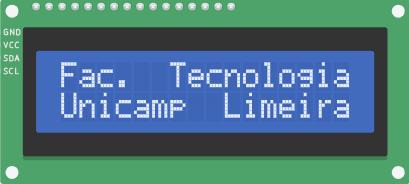 GND
VCC
SDA
SCL
Fac. Tecnologia
Unicamp Limeira